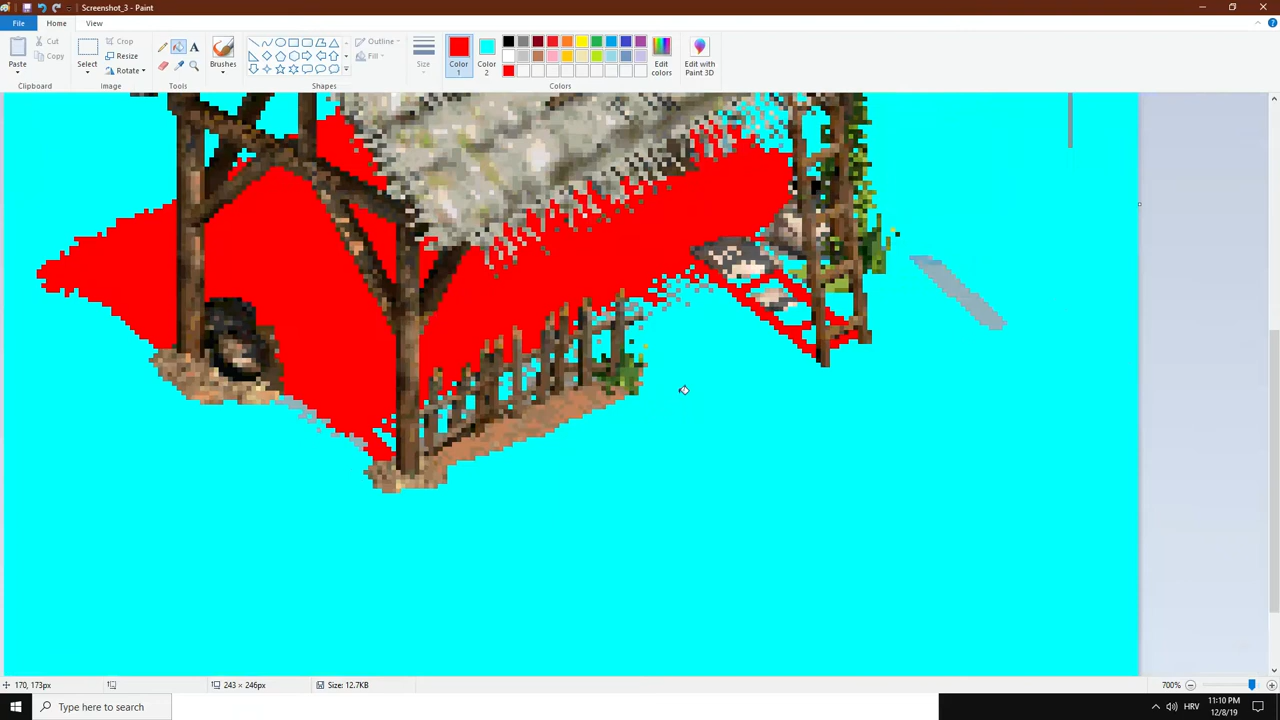 Screenshot_3 - Paint
File Home View
Paste Cut Copy Clipboard
Select Crop Resize Rotate Image
A Tools
Brushes
Outline Fill Shapes
Size
Color 1 Color 2 Edit colors Colors
Edit with Paint 3D
170, 173px 243 × 246px Size: 12.7KB 700%
Type here to search HRV 11:10 PM 12/8/19